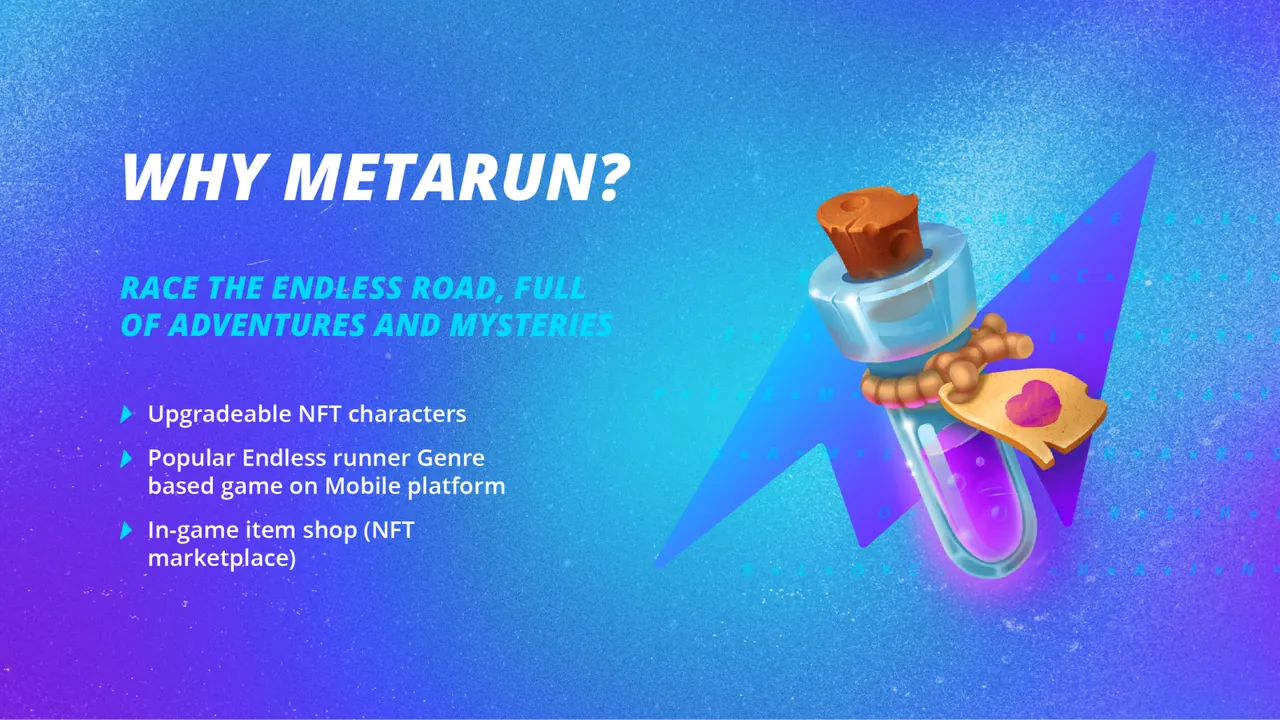 WHY METARUN?
RACE THE ENDLESS ROAD, FULL
OF ADVENTURES AND MYSTERIES
Upgradeable NFT characters
Popular Endless runner Genre
based game on Mobile platform
In-game item shop (NFT
marketplace)